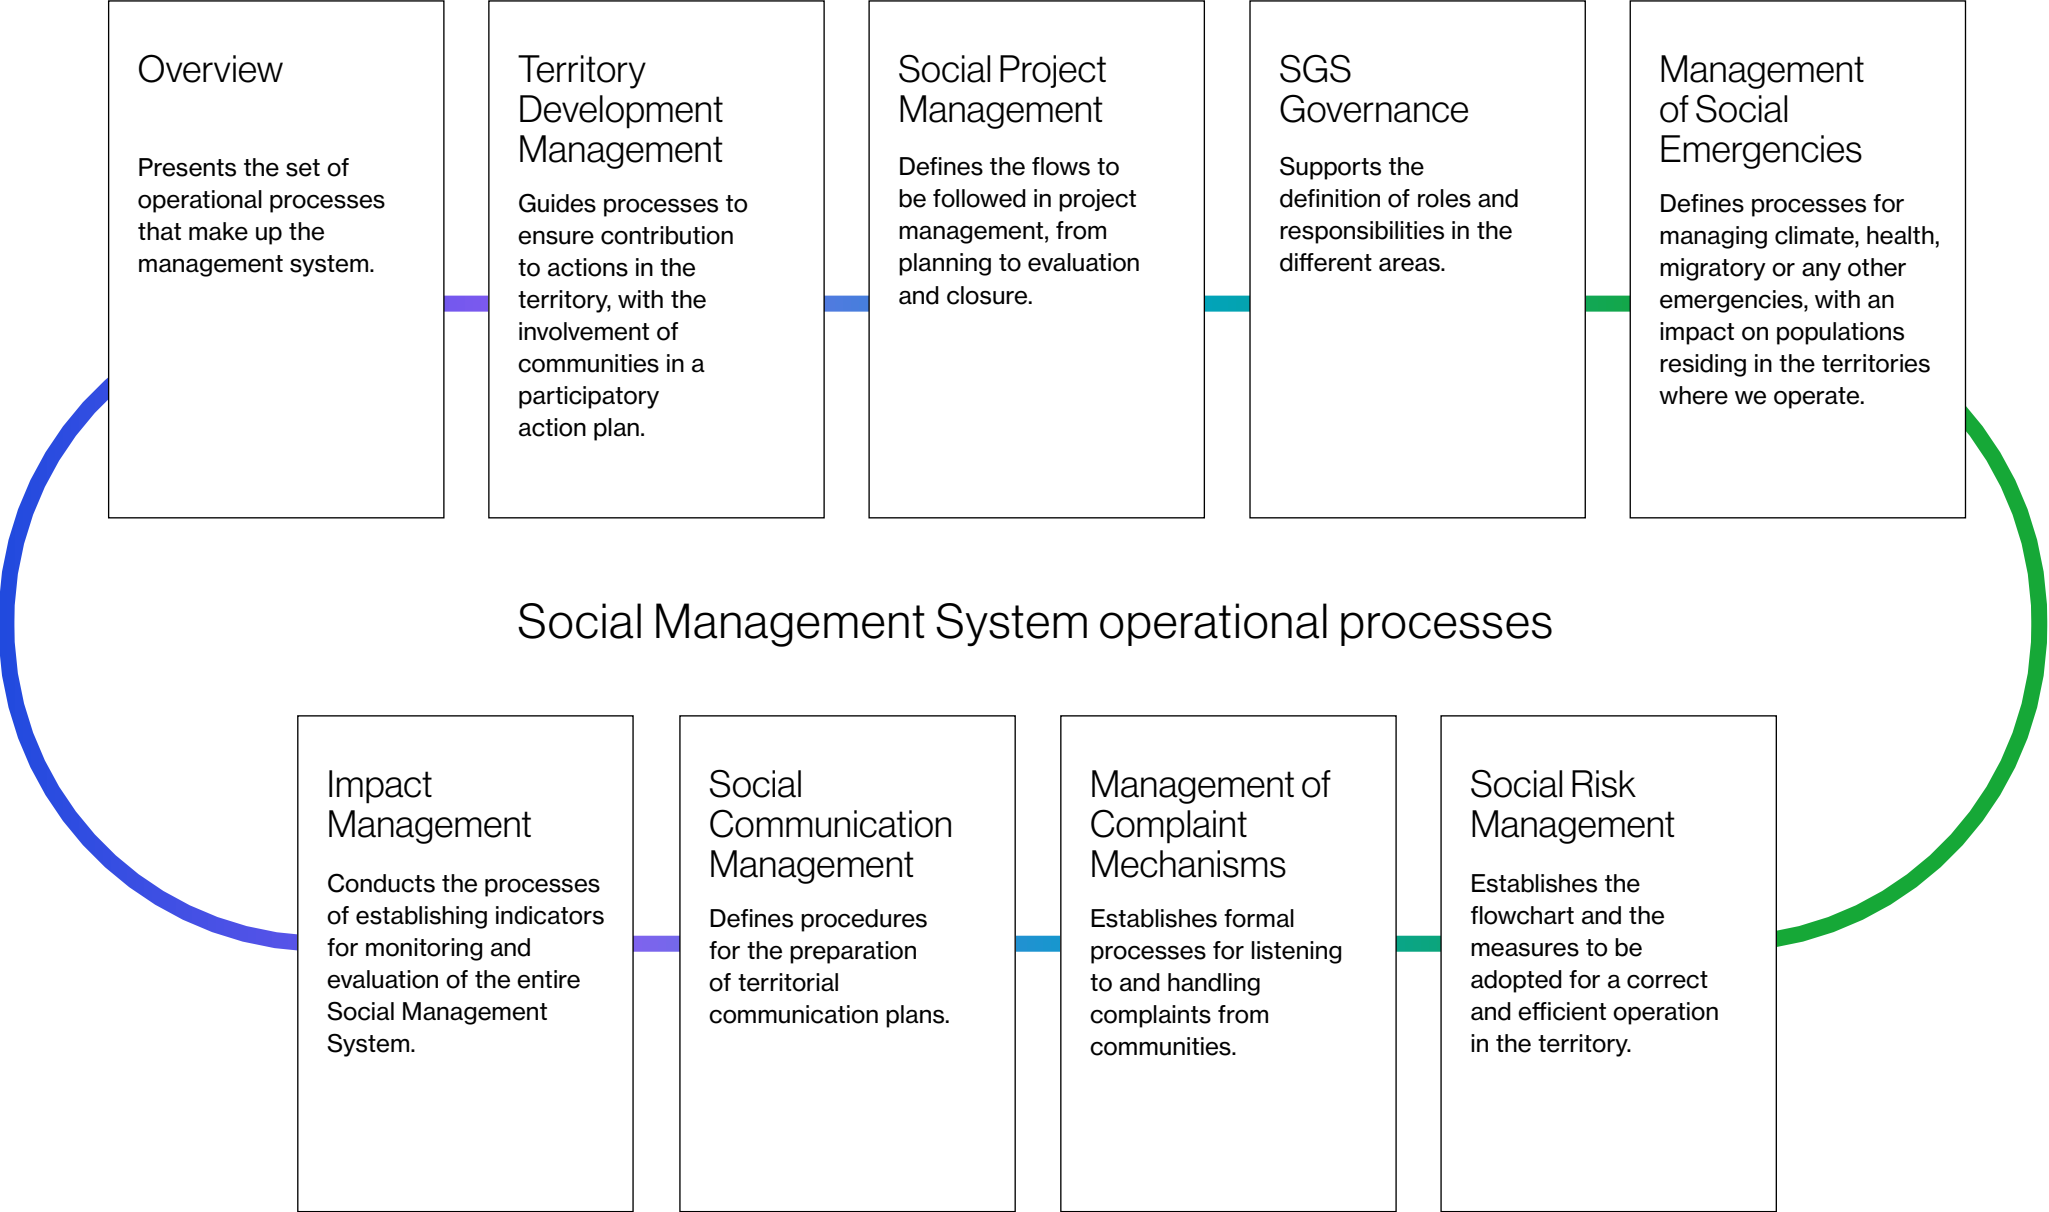 Overview
Presents the set of
operational processes
that make up the
management system.
Territory
Development
Management
Guides processes to
ensure contribution
to actions in the
territory, with the
involvement of
communities in a
participatory
action plan.
Social Project
Management
Defines the flows to
be followed in project
management, from
planning to evaluation
and closure.
SGS
Governance
Supports the
definition of roles and
responsibilities in the
different areas.
Management
of Social
Emergencies
Defines processes for
managing climate, health,
migratory or any other
emergencies, with an
impact on populations
residing in the territories
where we operate.
Social Management System operational processes
Impact
Management
Conducts the processes
of establishing indicators
for monitoring and
evaluation of the entire
Social Management
System.
Social
Communication
Management
Defines procedures
for the preparation
of territorial
communication plans.
Management of
Complaint
Mechanisms
Establishes formal
processes for listening
to and handling
complaints from
communities.
Social Risk
Management
Establishes the
flowchart and the
measures to be
adopted for a correct
and efficient operation
in the territory.